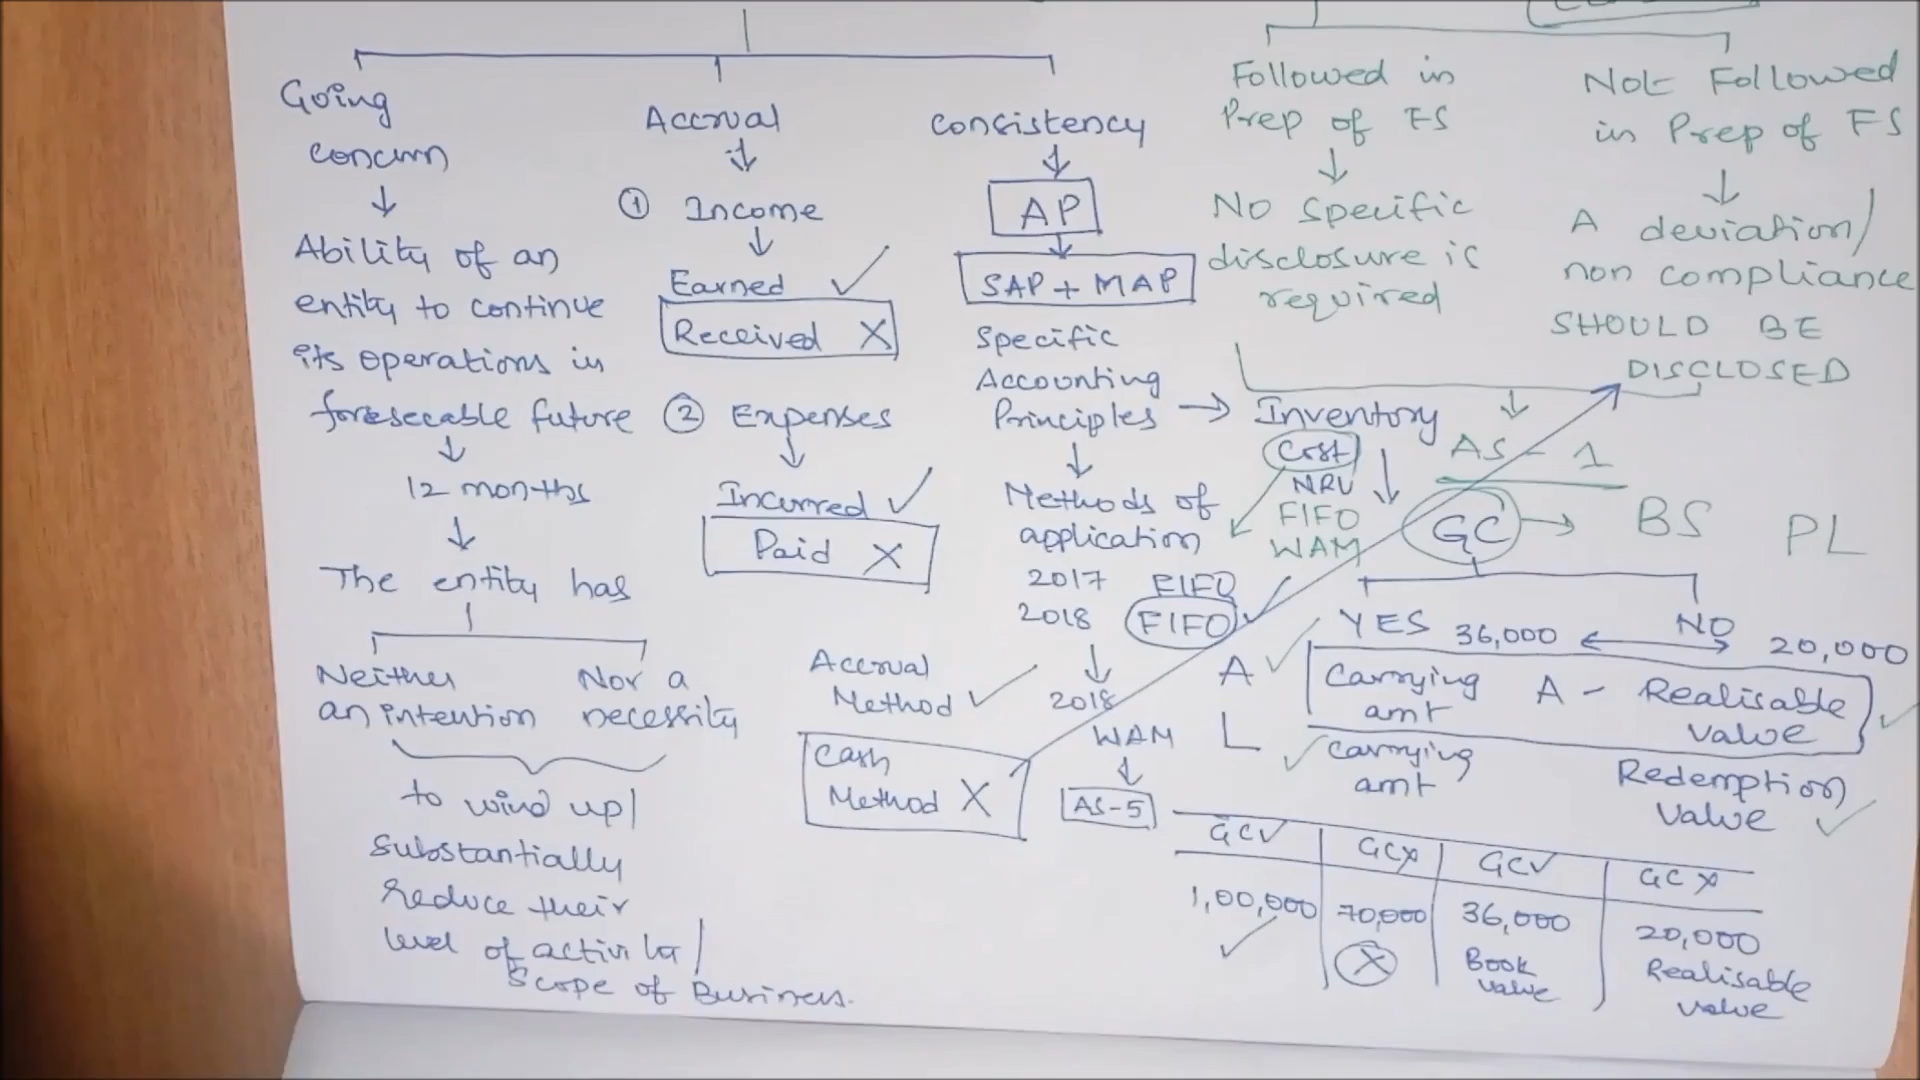 Going
concern
Ability of an
entity to continue
its operations in
foreseeable future
12 months
The entity has
Neither
an intention
Nor a
necessity
to wind up/
Substantially
reduce their
level of
Scope of Business.
Accrual
① Income
Earned ✓
Received X
② Expenses
Incurred ✓
Paid X
Accrual
Method ✓
Cash
Method X
Consistency
AP
SAP + MAP
Specific
Accounting
Principles →
Methods of
application
2017 FIFO
2018 FIFO ✓
2018
WAM
AS-5
Inventory
Cost
NRV
FIFO
WAM
Followed in
Prep of FS
No specific
disclosure is
required
Not Followed
in Prep of FS
A deviation/
non compliance
SHOULD BE
DISCLOSED
AS - 1
GC → BS PL
YES 36,000 NO 20,000
A ✓ Carrying
amt A - Realisable
value ✓
L ✓ Carrying
amt Redemption
Value ✓
GC✓ GCX GC✓ GCX
1,00,000 70,000 36,000 20,000
✓ X Book
value Realisable
value